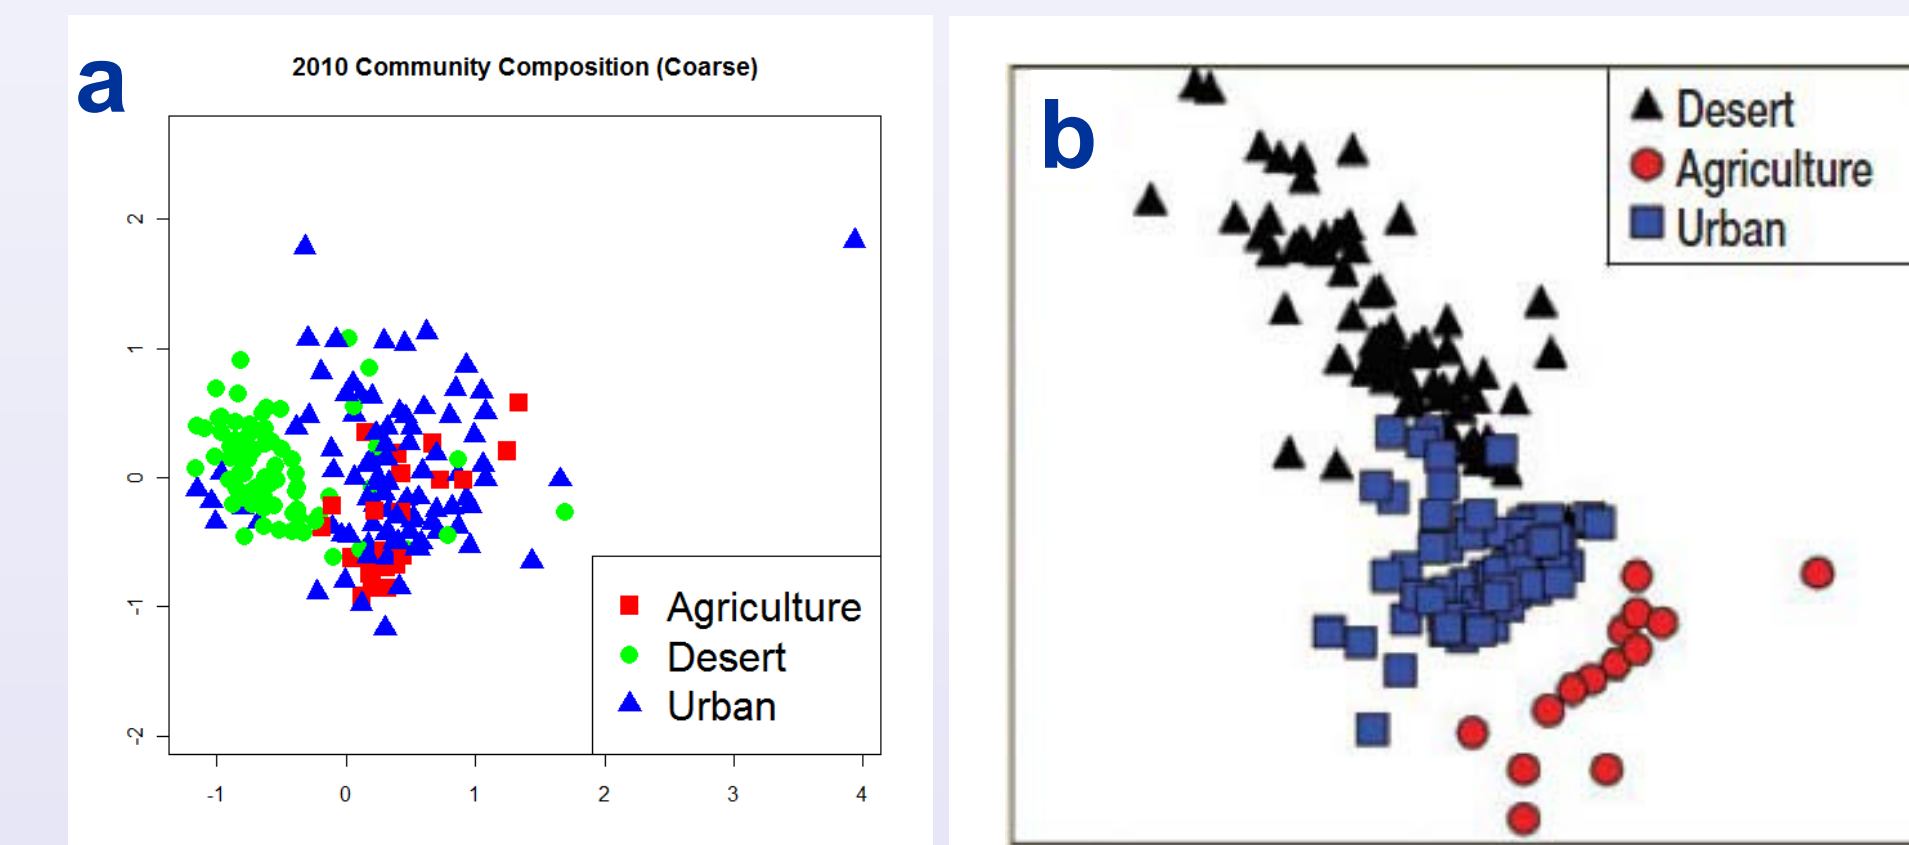 a
2010 Community Composition (Coarse)
2
1
0
-1
-2
-1 0 1 2 3 4
Agriculture
Desert
Urban
b
Desert
Agriculture
Urban